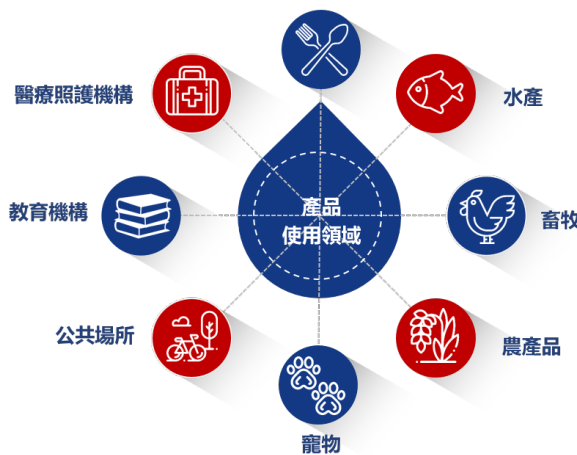 醫療照護機構
水產
教育機構
產品
使用領域
畜牧
公共場所
農產品
寵物